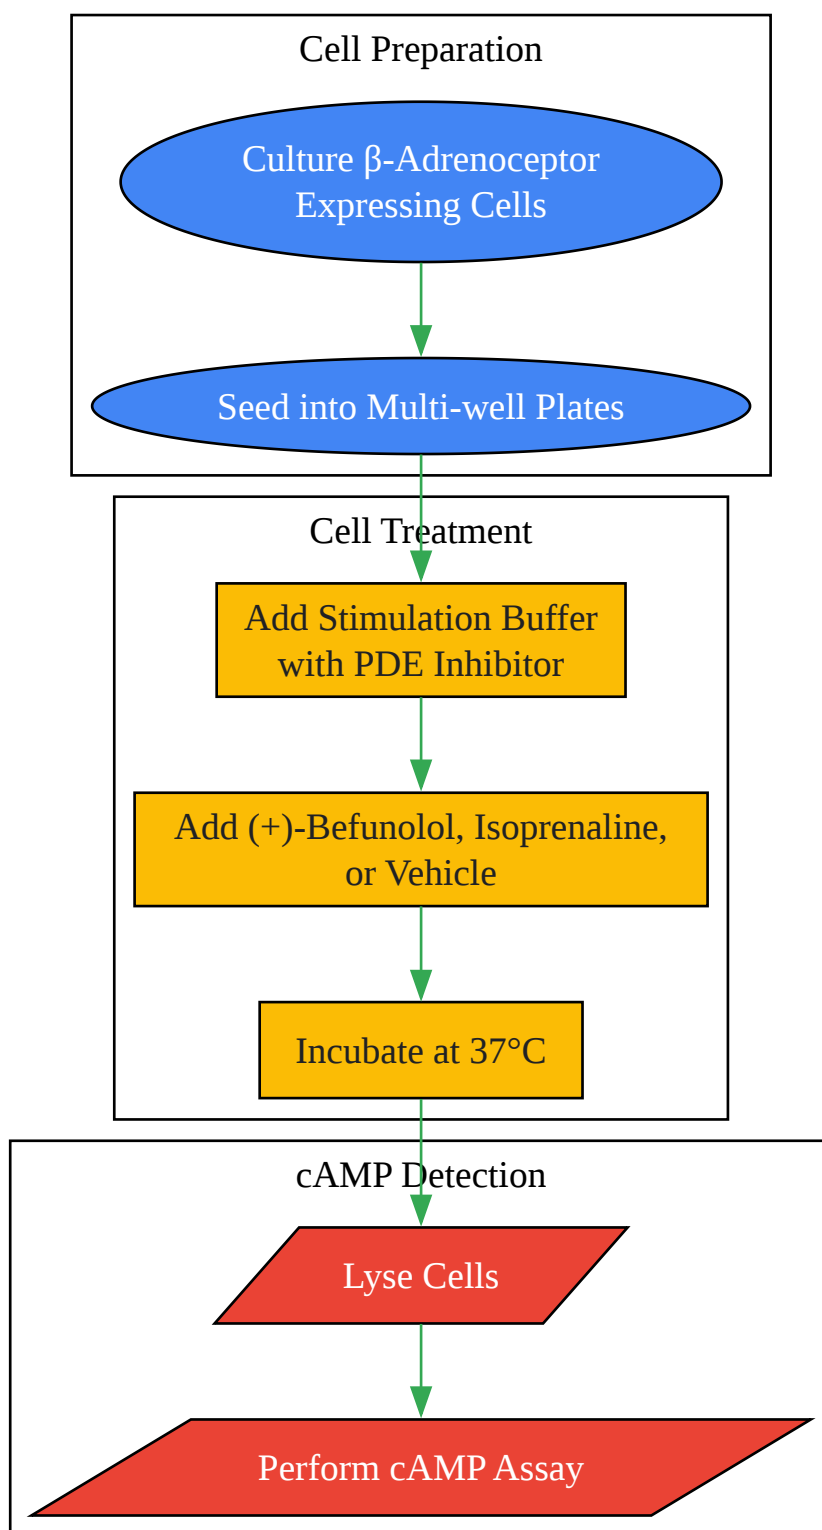 Cell Preparation
Culture β-Adrenoceptor
Expressing Cells
Seed into Multi-well Plates
Cell Treatment
Add Stimulation Buffer
with PDE Inhibitor
Add (+)-Befunolol, Isoprenaline,
or Vehicle
Incubate at 37°C
cAMP Detection
Lyse Cells
Perform cAMP Assay